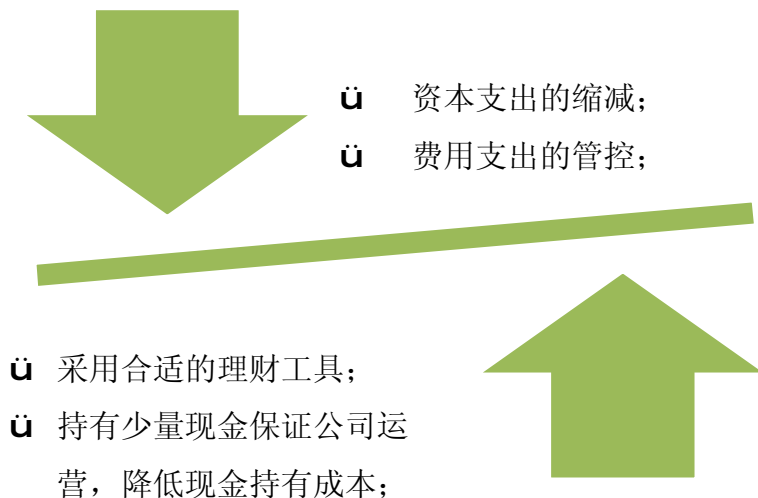 ü 资本支出的缩减；
ü 费用支出的管控；
ü 采用合适的理财工具；
ü 持有少量现金保证公司运
营，降低现金持有成本；